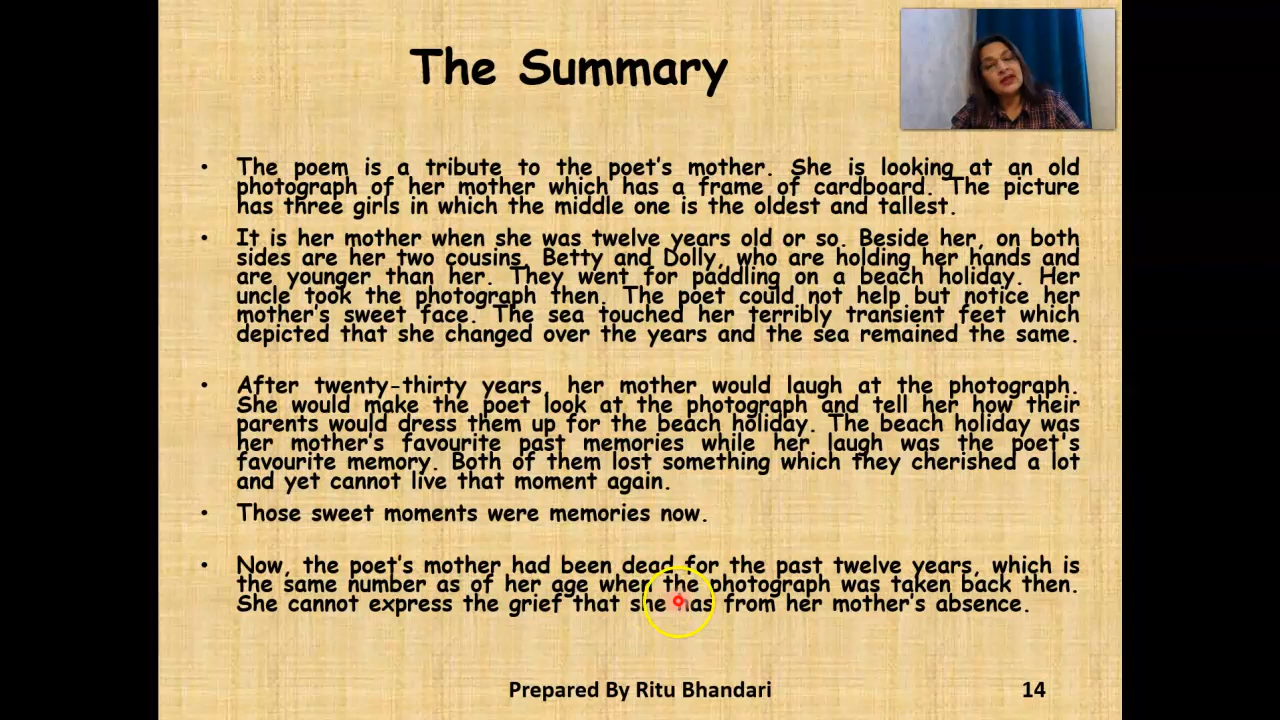 The Summary
• The poem is a tribute to the poet's mother. She is looking at an old
photograph of her mother which has a frame of cardboard. The picture
has three girls in which the middle one is the oldest and tallest.
• It is her mother when she was twelve years old or so. Beside her, on both
sides are her two cousins, Betty and Dolly, who are holding her hands and
are younger than her. They went for paddling on a beach holiday. Her
uncle took the photograph then. The poet could not help but notice her
mother's sweet face. The sea touched her terribly transient feet which
depicted that she changed over the years and the sea remained the same.
• After twenty-thirty years, her mother would laugh at the photograph.
She would make the poet look at the photograph and tell her how their
parents would dress them up for the beach holiday. The beach holiday was
her mother's favourite past memories while her laugh was the poet's
favourite memory. Both of them lost something which they cherished a lot
and yet cannot live that moment again.
• Those sweet moments were memories now.
• Now, the poet's mother had been dead for the past twelve years, which is
the same number as of her age when the photograph was taken back then.
She cannot express the grief that she has from her mother's absence.
Prepared By Ritu Bhandari
14